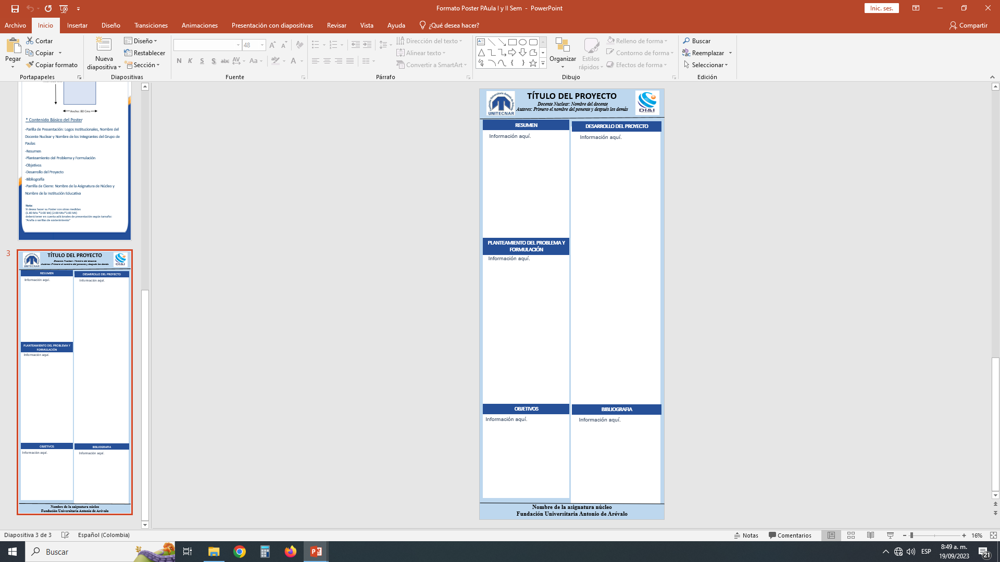 Formato Poster PAula I y II Sem - PowerPoint
Inic. ses.
Archivo
Inicio
Insertar
Diseño
Transiciones
Animaciones
Presentación con diapositivas
Revisar
Vista
Ayuda
¿Qué desea hacer?
Compartir
Pegar
Cortar
Copiar
Copiar formato
Portapapeles
Nueva
diapositiva
Diseño
Restablecer
Sección
Diapositivas
48
N K S S abc AV Aa
Fuente
Párrafo
Dirección del texto
Alinear texto
Convertir a SmartArt
Organizar
Estilos
rápidos
Relleno de forma
Contorno de forma
Efectos de forma
Dibujo
Buscar
Reemplazar
Seleccionar
Edición
Ancho: 80 Cms
* Contenido Básico del Poster
-Parilla de Presentación: Logos Institucionales, Nombre del
Docente Nuclear y Nombre de los Integrantes del Grupo de
Paulas
-Resumen
-Planteamiento del Problema y Formulación
-Objetivos
-Desarrollo del Proyecto
-Bibliografía
-Parrilla de Cierre: Nombre de la Asignatura de Núcleo y
Nombre de la Institución Educativa
Nota:
Si desea hacer su Poster con otras medidas
(1.80 Mts *1:00 Mt) (2:00 Mts*1:00 Mt)
deberá tener en cuenta adicionales de presentación según tamaño:
"Araña o varillas de sostenimiento"
3
TÍTULO DEL PROYECTO
Docente Nuclear: Nombre del docente
Autores: Primero el nombre del ponente y después los demás
UNITECNAR
DI&I
RESUMEN
Información aquí.
DESARROLLO DEL PROYECTO
Información aquí.
PLANTEAMIENTO DEL PROBLEMA Y
FORMULACIÓN
Información aquí.
OBJETIVOS
Información aquí.
BIBLIOGRAFIA
Información aquí.
Nombre de la asignatura núcleo
Fundación Universitaria Antonio de Arévalo
TÍTULO DEL PROYECTO
Docente Nuclear: Nombre del docente
Autores: Primero el nombre del ponente y después los demás
UNITECNAR
DI&I
RESUMEN
Información aquí.
DESARROLLO DEL PROYECTO
Información aquí.
PLANTEAMIENTO DEL PROBLEMA Y
FORMULACIÓN
Información aquí.
OBJETIVOS
Información aquí.
BIBLIOGRAFIA
Información aquí.
Nombre de la asignatura núcleo
Fundación Universitaria Antonio de Arévalo
Diapositiva 3 de 3
Español (Colombia)
Notas
Comentarios
16%
Buscar
ESP
8:49 a. m.
19/09/2023
21